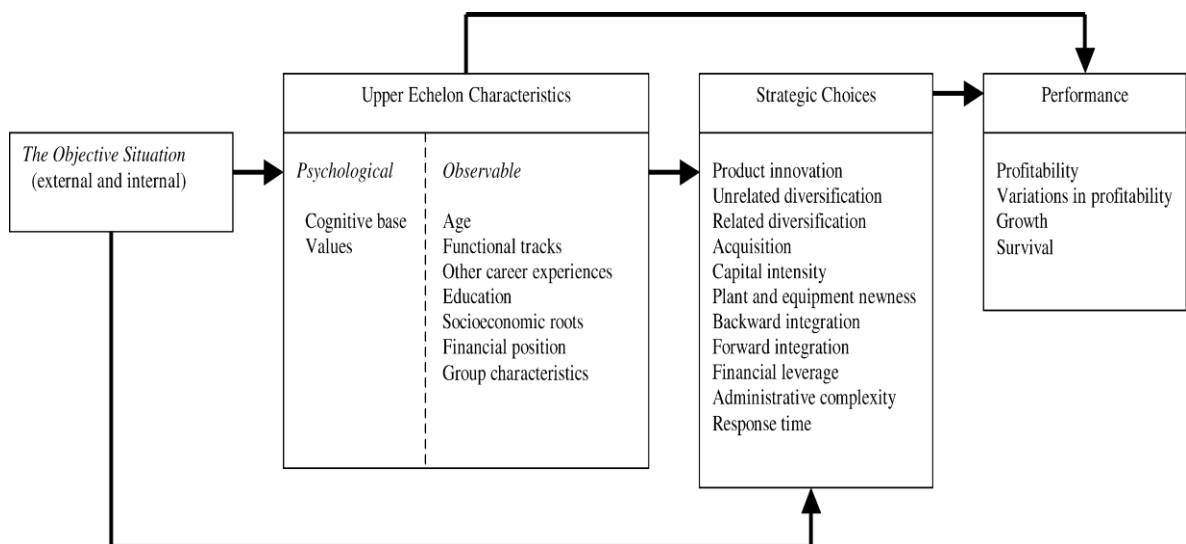 Upper Echelon Characteristics
Strategic Choices
Performance
The Objective Situation
(external and internal)
Psychological
Cognitive base
Values
Observable
Age
Functional tracks
Other career experiences
Education
Socioeconomic roots
Financial position
Group characteristics
Product innovation
Unrelated diversification
Related diversification
Acquisition
Capital intensity
Plant and equipment newness
Backward integration
Forward integration
Financial leverage
Administrative complexity
Response time
Profitability
Variations in profitability
Growth
Survival